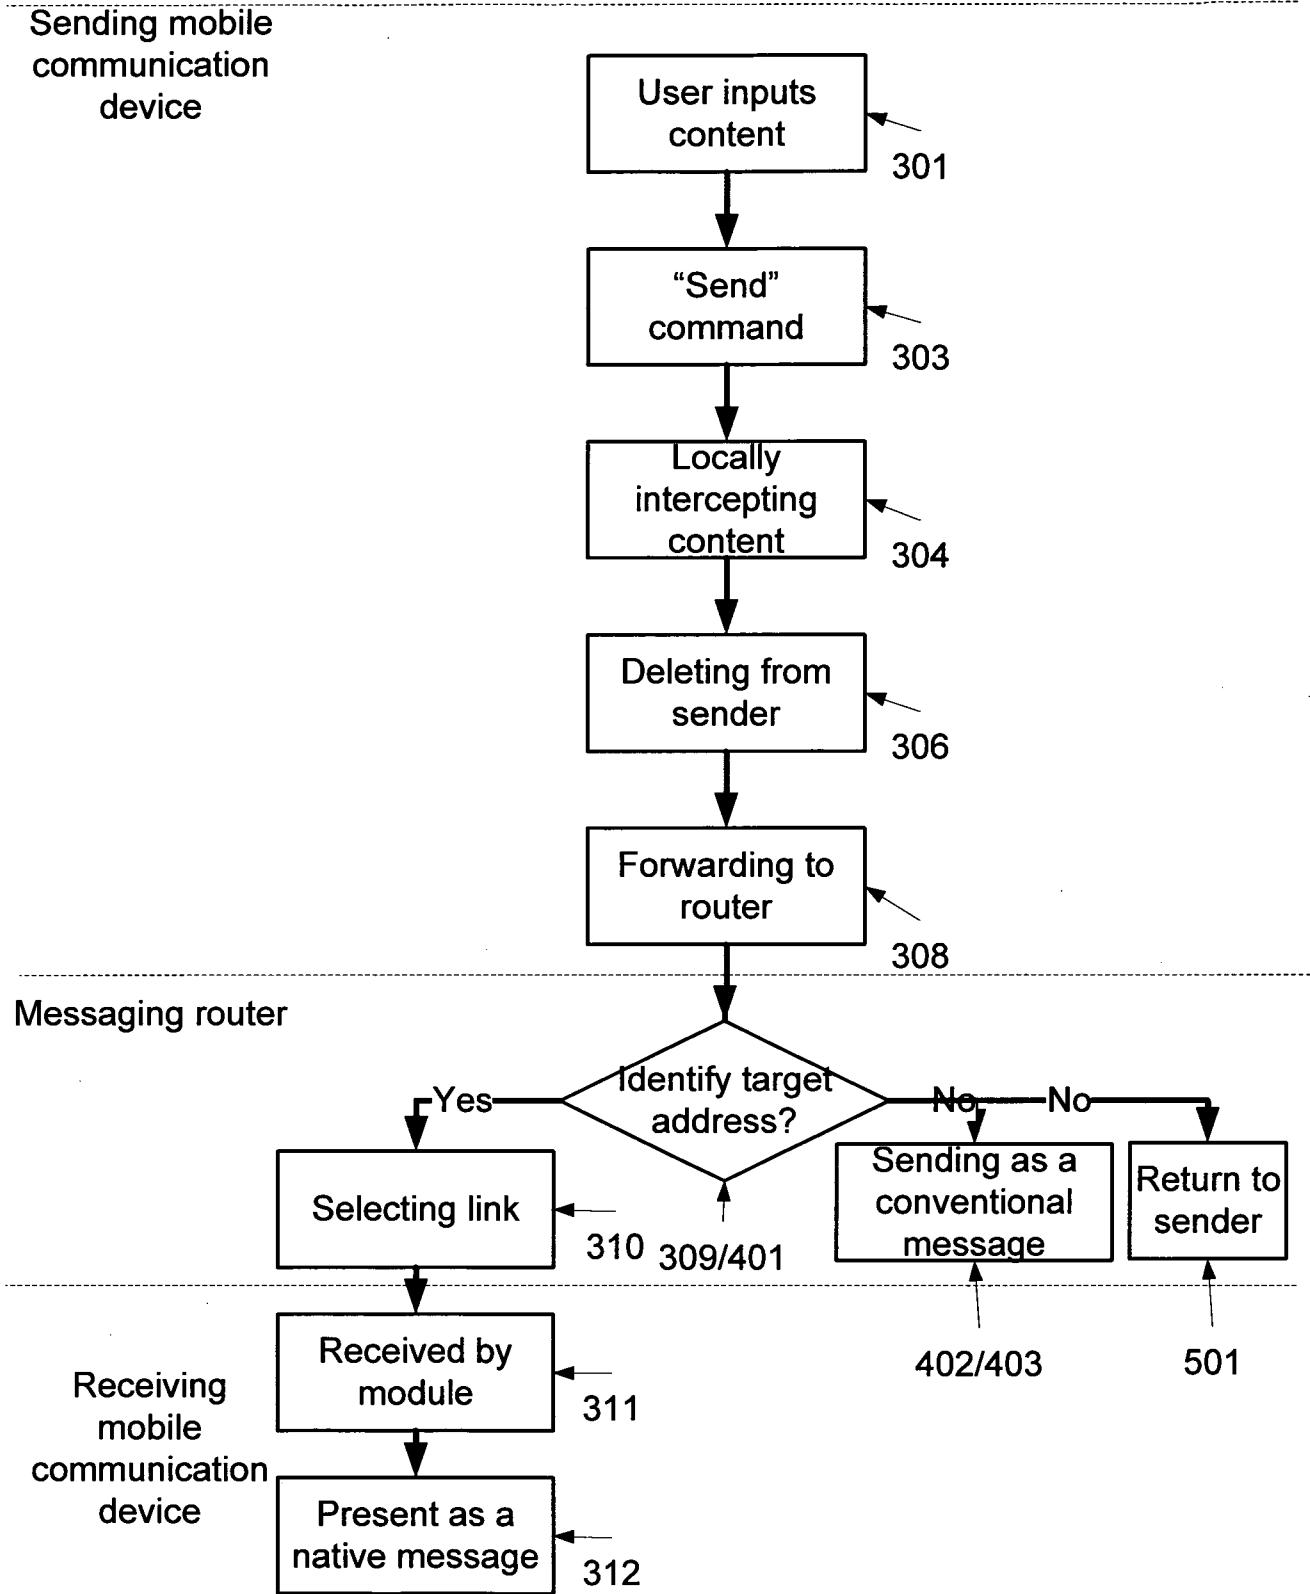 Sending mobile
communication
device
User inputs
content
301
“Send”
command
303
Locally
intercepting
content
304
Deleting from
sender
306
Forwarding to
router
308
Messaging router
Identify target
address?
Yes
No
No
Selecting link
310
309/401
Sending as a
conventional
message
402/403
Return to
sender
501
Receiving
mobile
communication
device
Received by
module
311
Present as a
native message
312